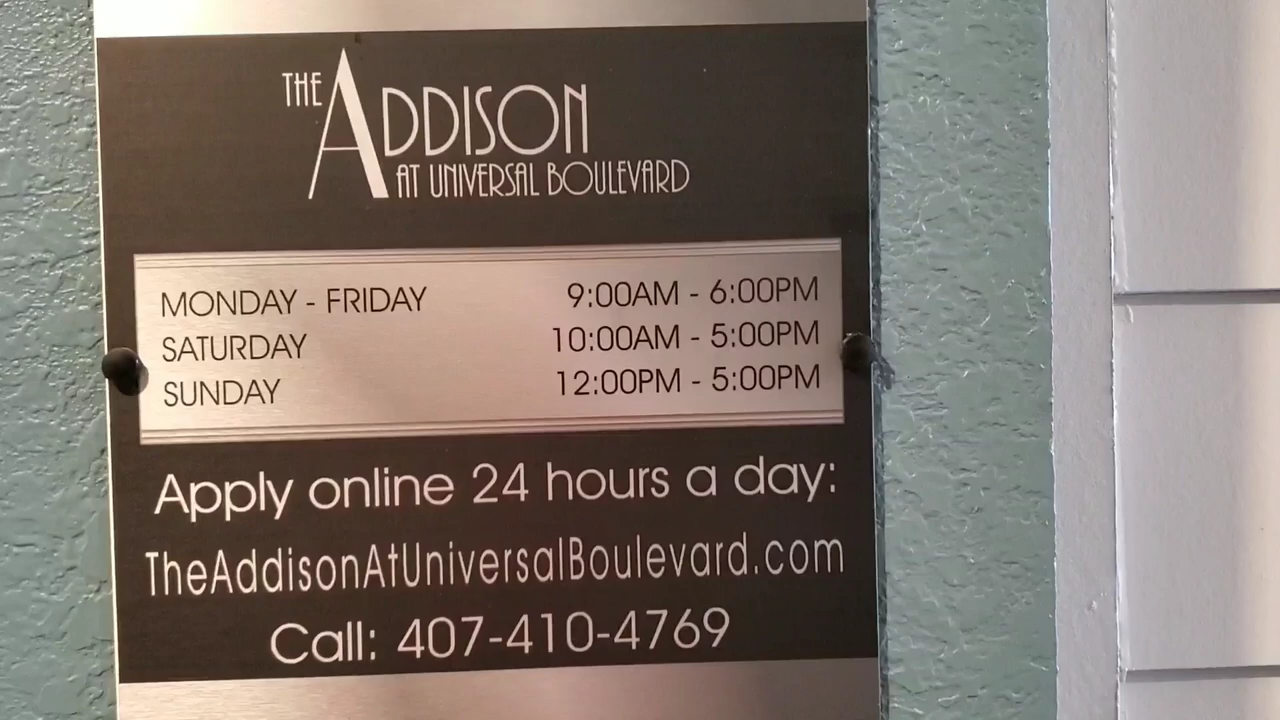 THE ADDISON
AT UNIVERSAL BOULEVARD
MONDAY - FRIDAY 9:00AM - 6:00PM
SATURDAY 10:00AM - 5:00PM
SUNDAY 12:00PM - 5:00PM
Apply online 24 hours a day:
TheAddisonAtUniversalBoulevard.com
Call: 407-410-4769